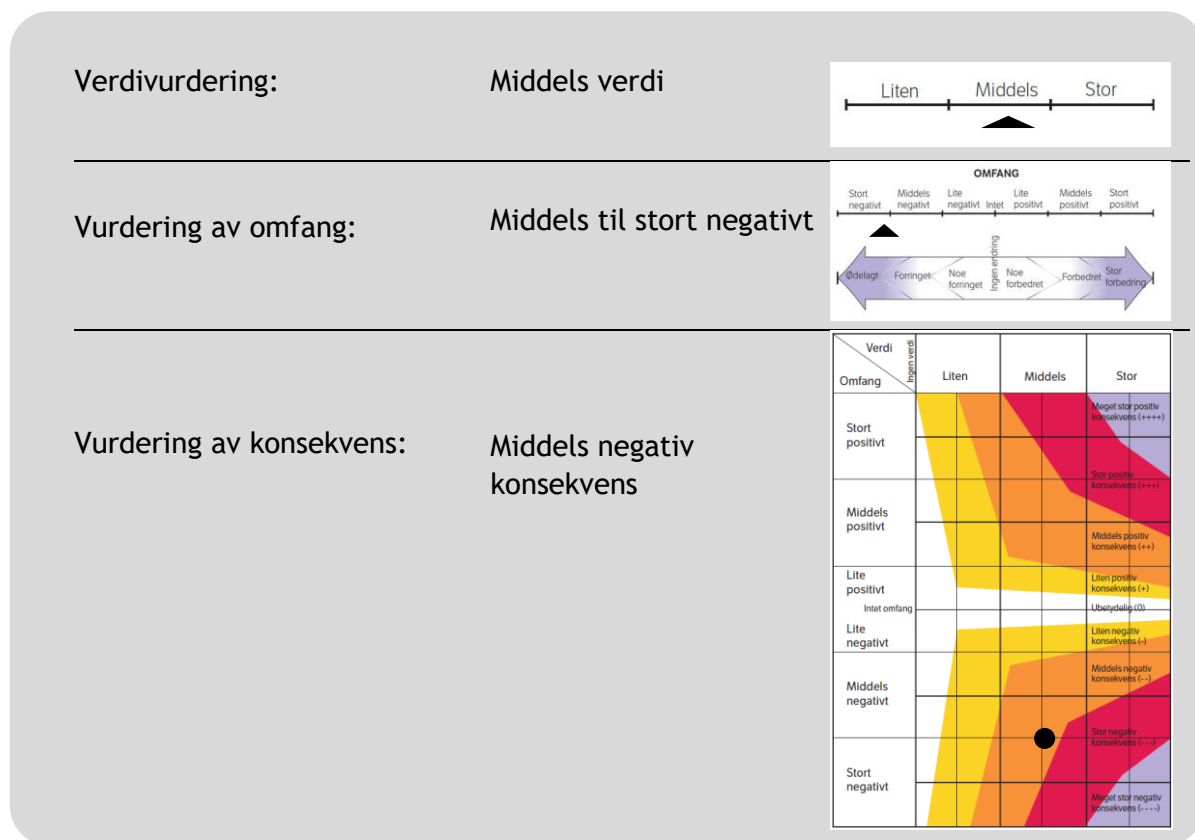 Verdivurdering:
Middels verdi
Liten Middels Stor
Vurdering av omfang:
Middels til stort negativt
OMFANG
Stort negativt
Middels negativt
Lite negativt
Intet
Lite positivt
Middels positivt
Stort positivt
Ødelagt
Forringet
Noe forringet
Ingen endring
Noe forbedret
Forbedret
Stor forbedring
Vurdering av konsekvens:
Middels negativ
konsekvens
Verdi
Omfang
Ingen verdi
Liten
Middels
Stor
Stort
positivt
Meget stor positiv
konsekvens (++++)
Stor positiv
konsekvens (+++)
Middels
positivt
Middels positiv
konsekvens (++)
Lite
positivt
Liten positiv
konsekvens (+)
Intet omfang
Ubetydelig (0)
Lite
negativt
Liten negativ
konsekvens (-)
Middels
negativt
Middels negativ
konsekvens (- -)
Stor negativ
konsekvens (- - -)
Stort
negativt
Meget stor negativ
konsekvens (- - - -)